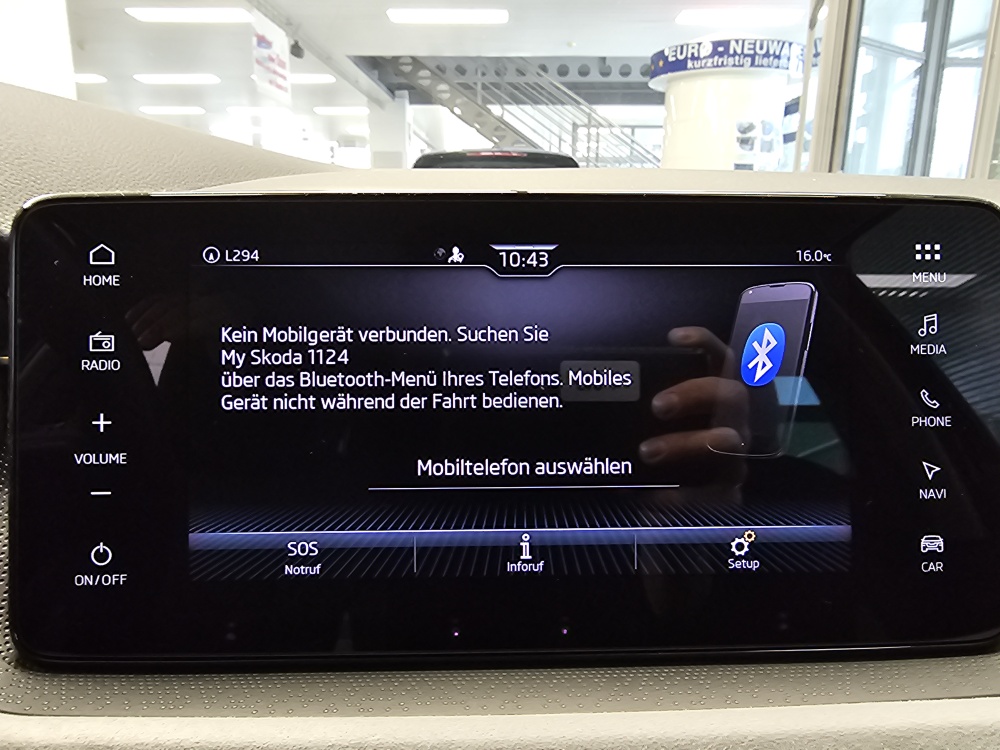 EURO - NEUWA
kurzfristig liefer
HOME
RADIO
+
VOLUME
−
ON/OFF
L294
10:43
16.0°C
Kein Mobilgerät verbunden. Suchen Sie
My Skoda 1124
über das Bluetooth-Menü Ihres Telefons. Mobiles
Gerät nicht während der Fahrt bedienen.
Mobiltelefon auswählen
SOS
Notruf
i
Inforuf
Setup
MENU
MEDIA
PHONE
NAVI
CAR